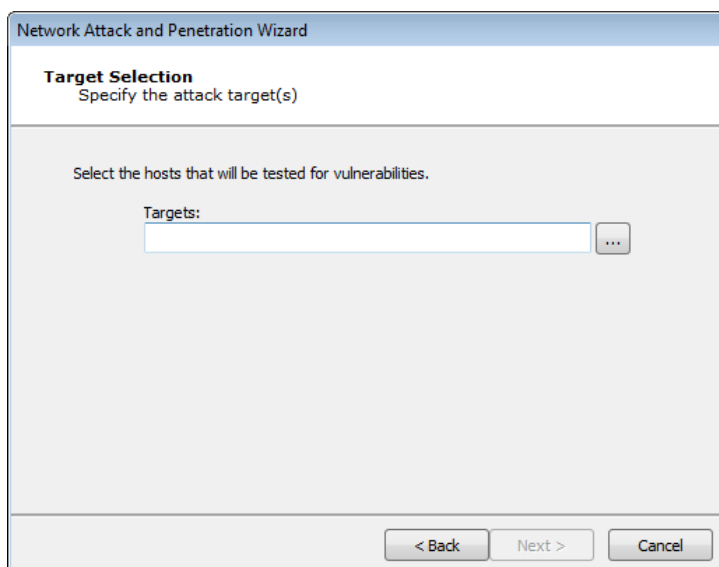 Network Attack and Penetration Wizard
Target Selection
Specify the attack target(s)
Select the hosts that will be tested for vulnerabilities.
Targets:
...
< Back Next > Cancel